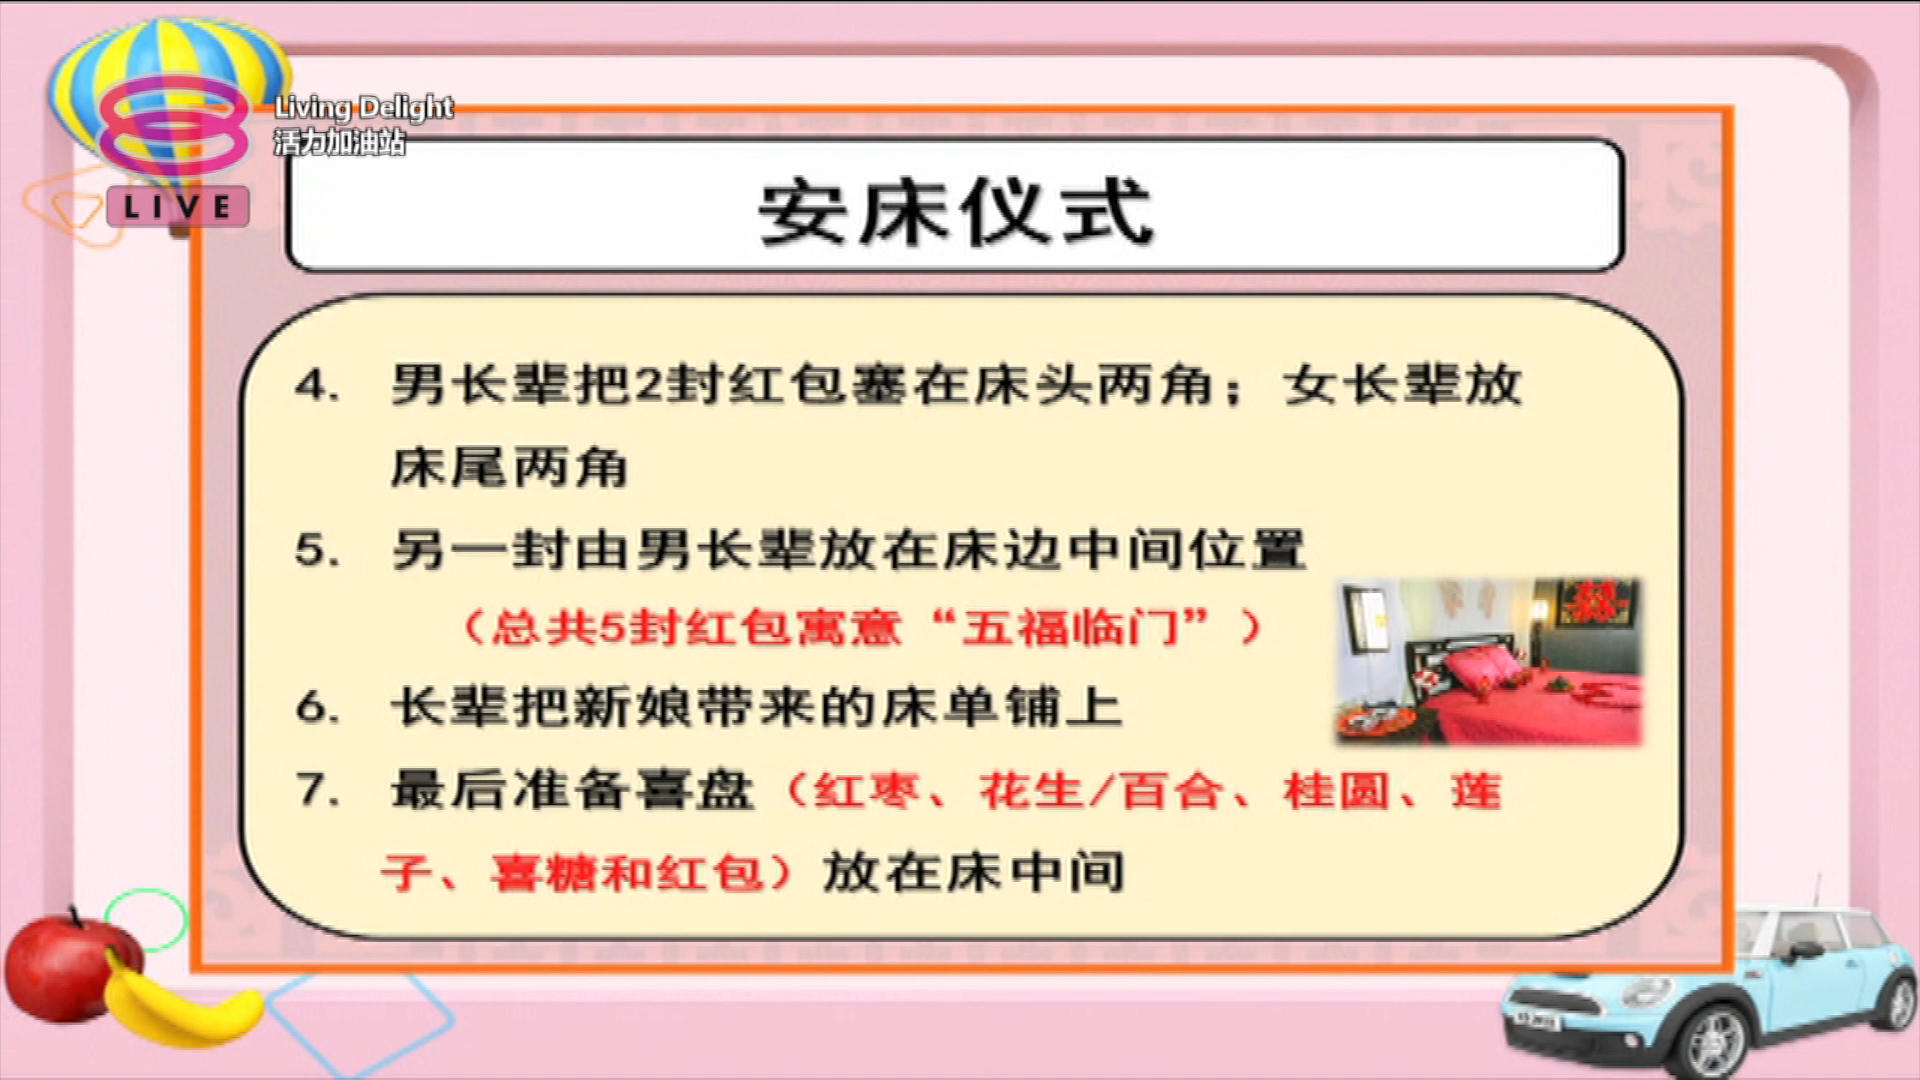 Living Delight
活力加油站
LIVE
安床仪式
4. 男长辈把2封红包塞在床头两角；女长辈放
床尾两角
5. 另一封由男长辈放在床边中间位置
（总共5封红包寓意“五福临门”）
6. 长辈把新娘带来的床单铺上
7. 最后准备喜盘（红枣、花生/百合、桂圆、莲
子、喜糖和红包）放在床中间